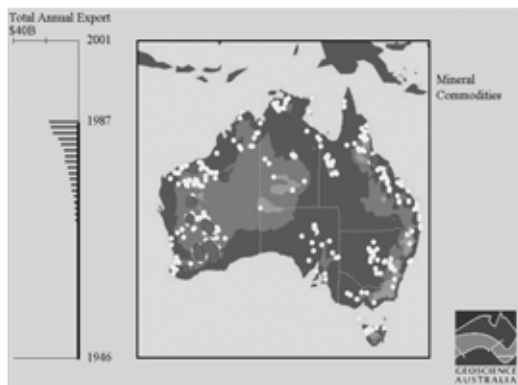 Total Annual Export
$40B
2001
1987
1946
Mineral
Commodities
GEOSCIENCE
AUSTRALIA